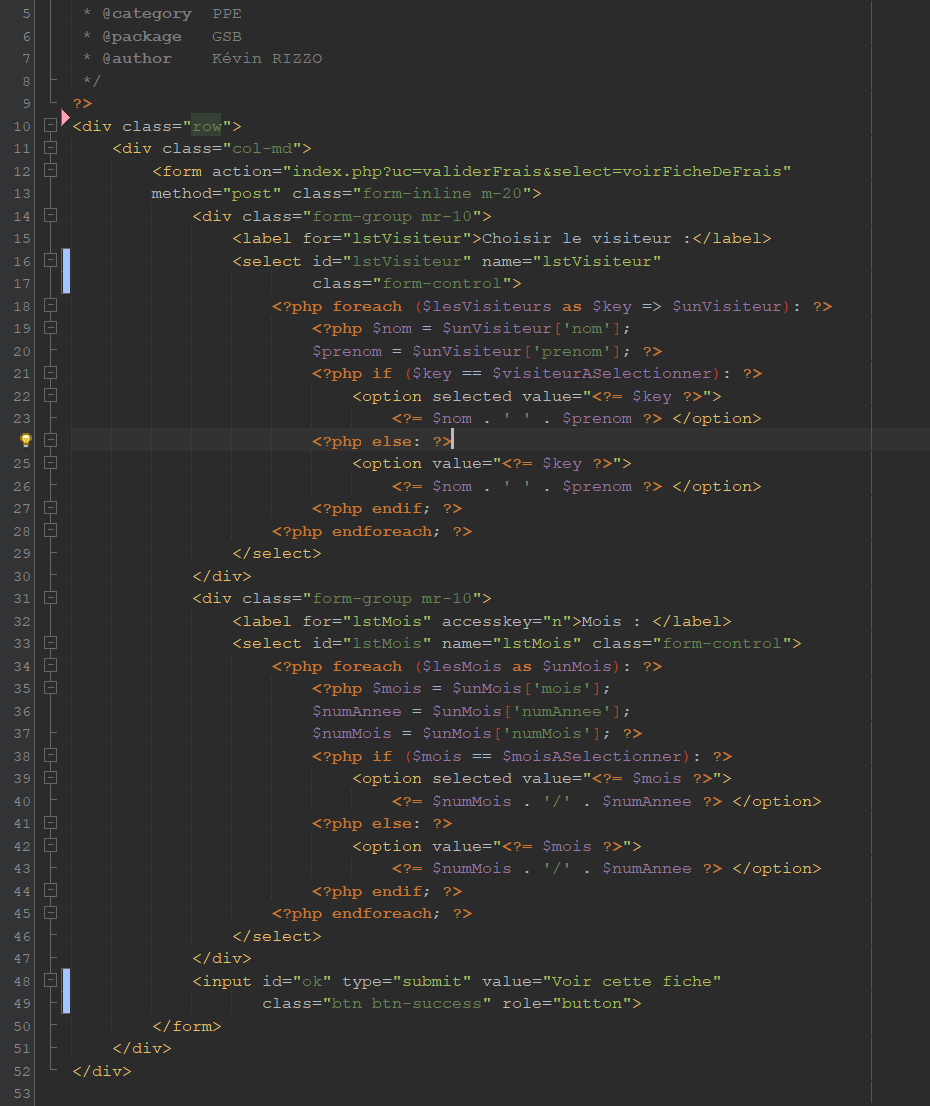 5 * @category PPE
6 * @package GSB
7 * @author Kévin RIZZO
8 */
9 ?>
10 <div class="row">
11 <div class="col-md">
12 <form action="index.php?uc=validerFrais&select=voirFicheDeFrais"
13 method="post" class="form-inline m-20">
14 <div class="form-group mr-10">
15 <label for="lstVisiteur">Choisir le visiteur :</label>
16 <select id="lstVisiteur" name="lstVisiteur"
17 class="form-control">
18 <?php foreach ($lesVisiteurs as $key => $unVisiteur): ?>
19 <?php $nom = $unVisiteur['nom'];
20 $prenom = $unVisiteur['prenom']; ?>
21 <?php if ($key == $visiteurASelectionner): ?>
22 <option selected value="<?= $key ?>">
23 <?= $nom . ' ' . $prenom ?> </option>
<?php else: ?>
25 <option value="<?= $key ?>">
26 <?= $nom . ' ' . $prenom ?> </option>
27 <?php endif; ?>
28 <?php endforeach; ?>
29 </select>
30 </div>
31 <div class="form-group mr-10">
32 <label for="lstMois" accesskey="n">Mois : </label>
33 <select id="lstMois" name="lstMois" class="form-control">
34 <?php foreach ($lesMois as $unMois): ?>
35 <?php $mois = $unMois['mois'];
36 $numAnnee = $unMois['numAnnee'];
37 $numMois = $unMois['numMois']; ?>
38 <?php if ($mois == $moisASelectionner): ?>
39 <option selected value="<?= $mois ?>">
40 <?= $numMois . '/' . $numAnnee ?> </option>
41 <?php else: ?>
42 <option value="<?= $mois ?>">
43 <?= $numMois . '/' . $numAnnee ?> </option>
44 <?php endif; ?>
45 <?php endforeach; ?>
46 </select>
47 </div>
48 <input id="ok" type="submit" value="Voir cette fiche"
49 class="btn btn-success" role="button">
50 </form>
51 </div>
52 </div>
53